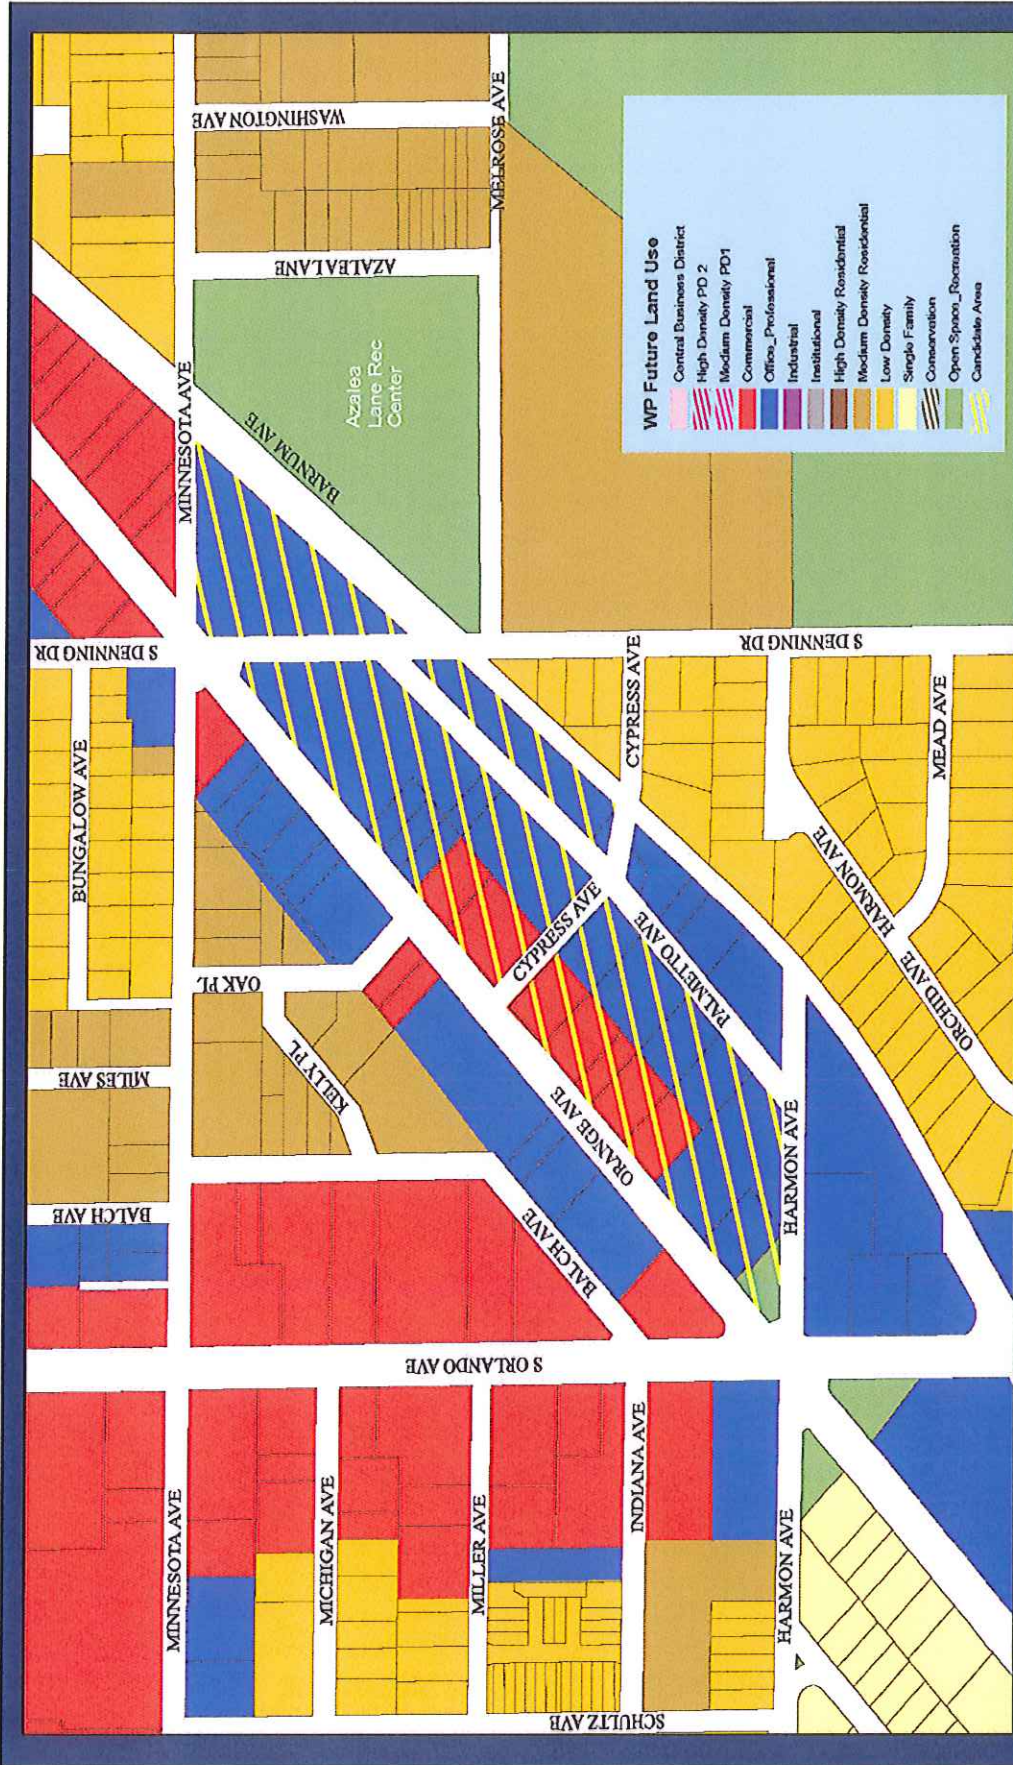 WASHINGTON AVE
MELROSE AVE
AZALEA LANE
Azalea
Lane Rec
Center
MINNESOTA AVE
BARNUM AVE
S DENNING DR
S DENNING DR
BUNGALOW AVE
CYPRESS AVE
MEAD AVE
HARMON AVE
ORCHID AVE
OAK PL
CYPRESS AVE
PALMETTO AVE
MILES AVE
KELLY PL
ORANGE AVE
HARMON AVE
BALCH AVE
BALCH AVE
S ORLANDO AVE
MINNESOTA AVE
MICHIGAN AVE
MILLER AVE
INDIANA AVE
HARMON AVE
SCHULTZ AVE
WP Future Land Use
Central Business District
High Density PD 2
Medium Density PD1
Commercial
Office_Professional
Industrial
Institutional
High Density Residential
Medium Density Residential
Low Density
Single Family
Conservation
Open Space_Recreation
Candidate Area